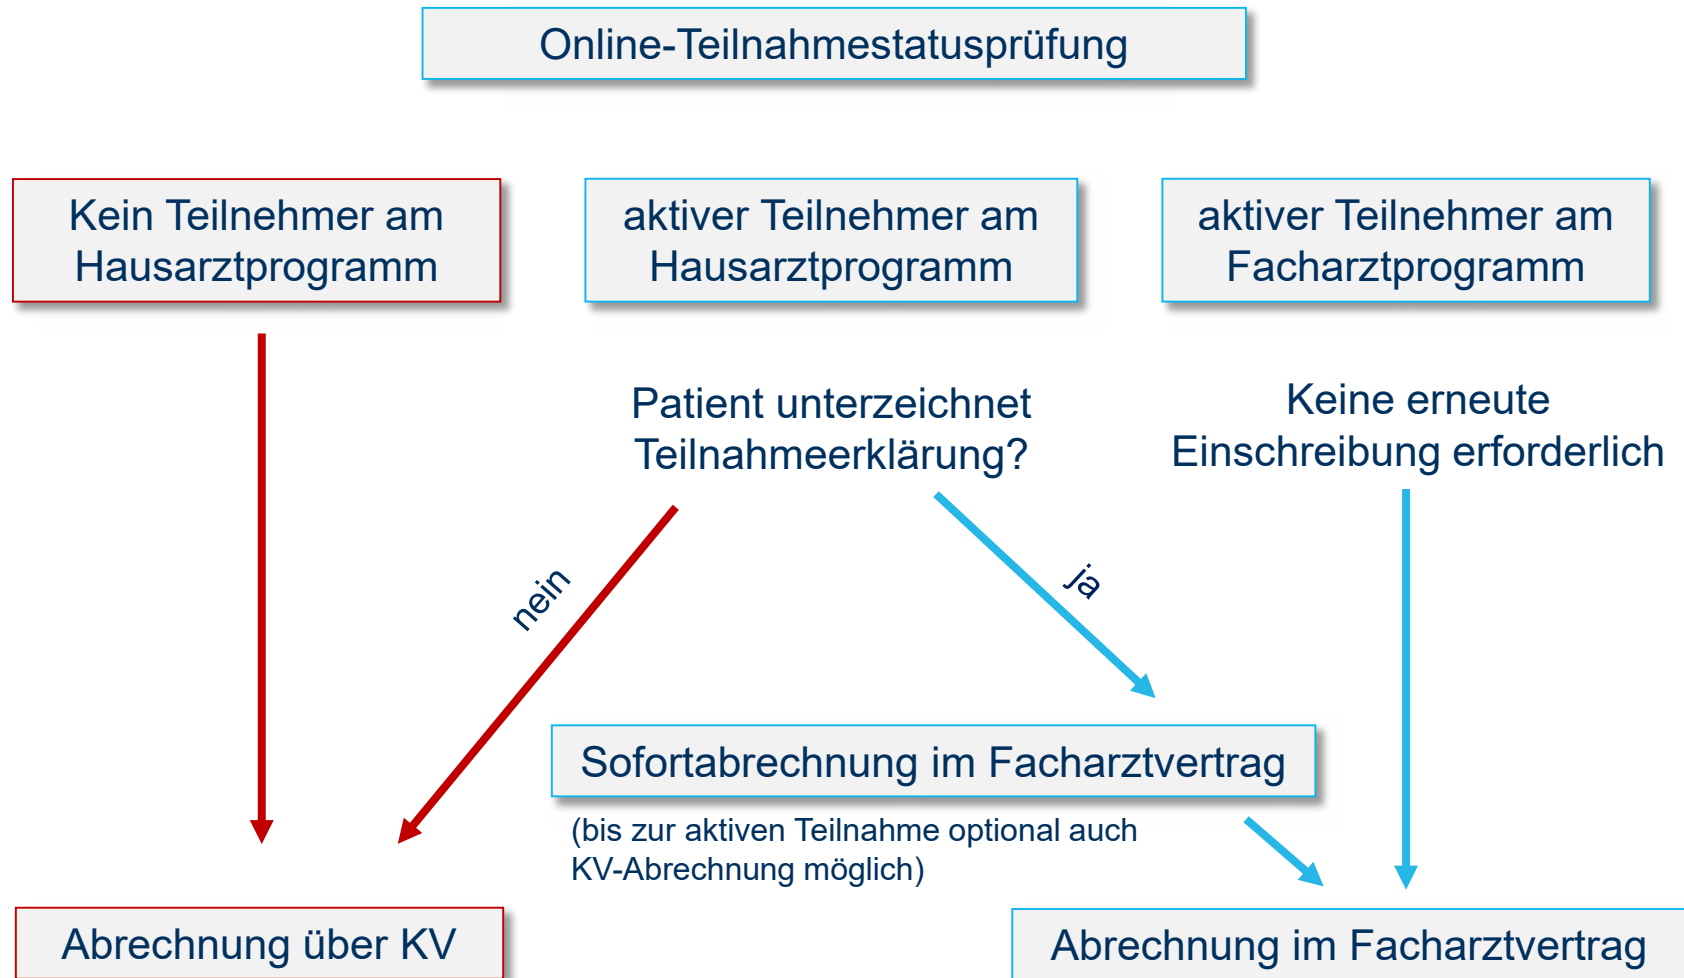 Online-Teilnahmestatusprüfung
Kein Teilnehmer am
Hausarztprogramm
aktiver Teilnehmer am
Hausarztprogramm
aktiver Teilnehmer am
Facharztprogramm
Patient unterzeichnet
Teilnahmeerklärung?
Keine erneute
Einschreibung erforderlich
nein
ja
Sofortabrechnung im Facharztvertrag
(bis zur aktiven Teilnahme optional auch
KV-Abrechnung möglich)
Abrechnung über KV
Abrechnung im Facharztvertrag